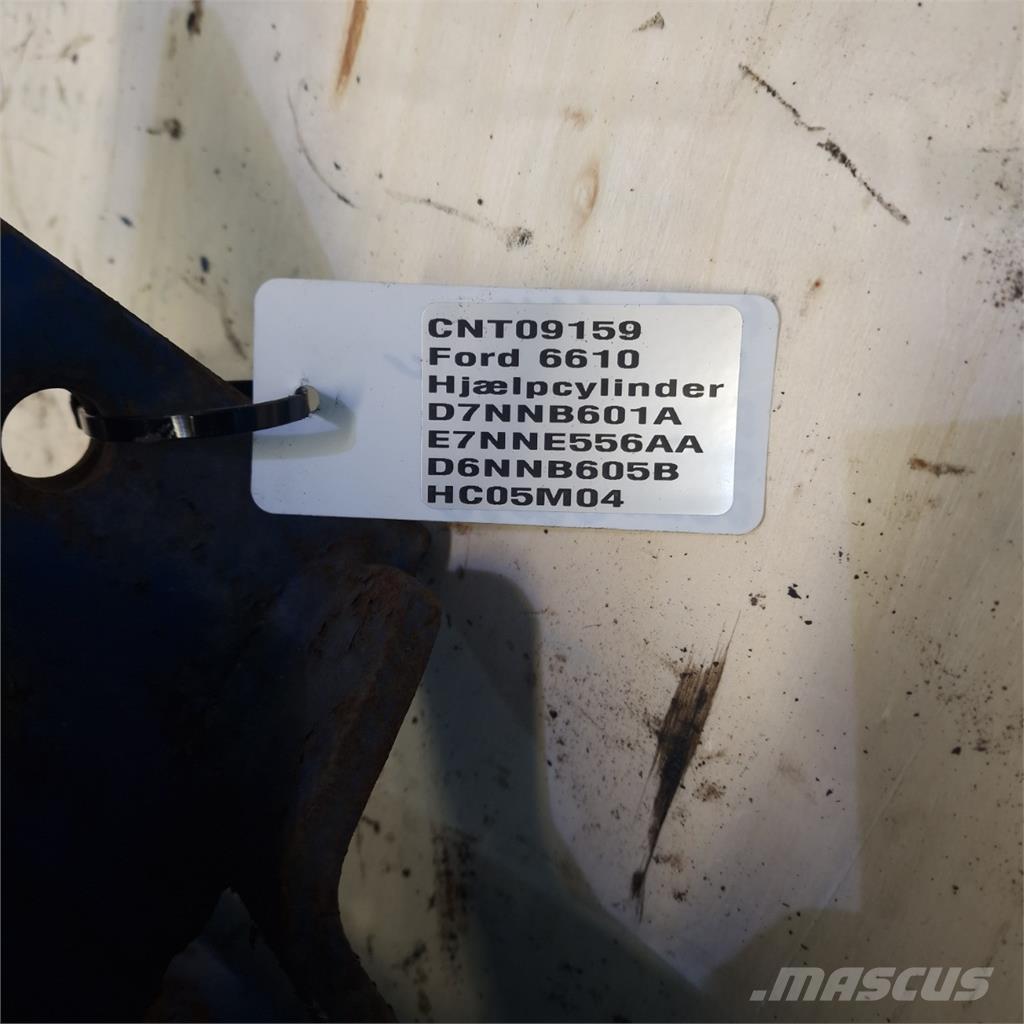 CNT09159
Ford 6610
Hjælpcylinder
D7NNB601A
E7NNE556AA
D6NNB605B
HC05M04
.MASCUS